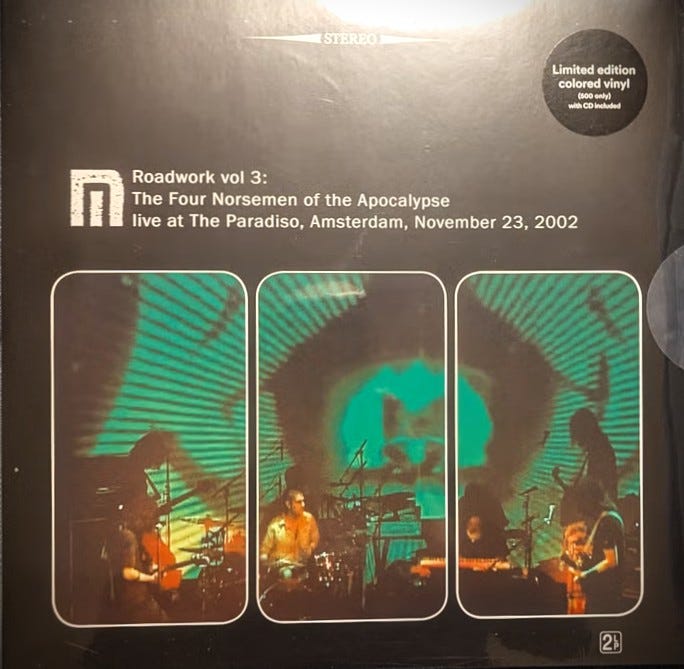 STEREO
Limited edition
colored vinyl
(500 only)
with CD included
Roadwork vol 3:
The Four Norsemen of the Apocalypse
live at The Paradiso, Amsterdam, November 23, 2002
2LP